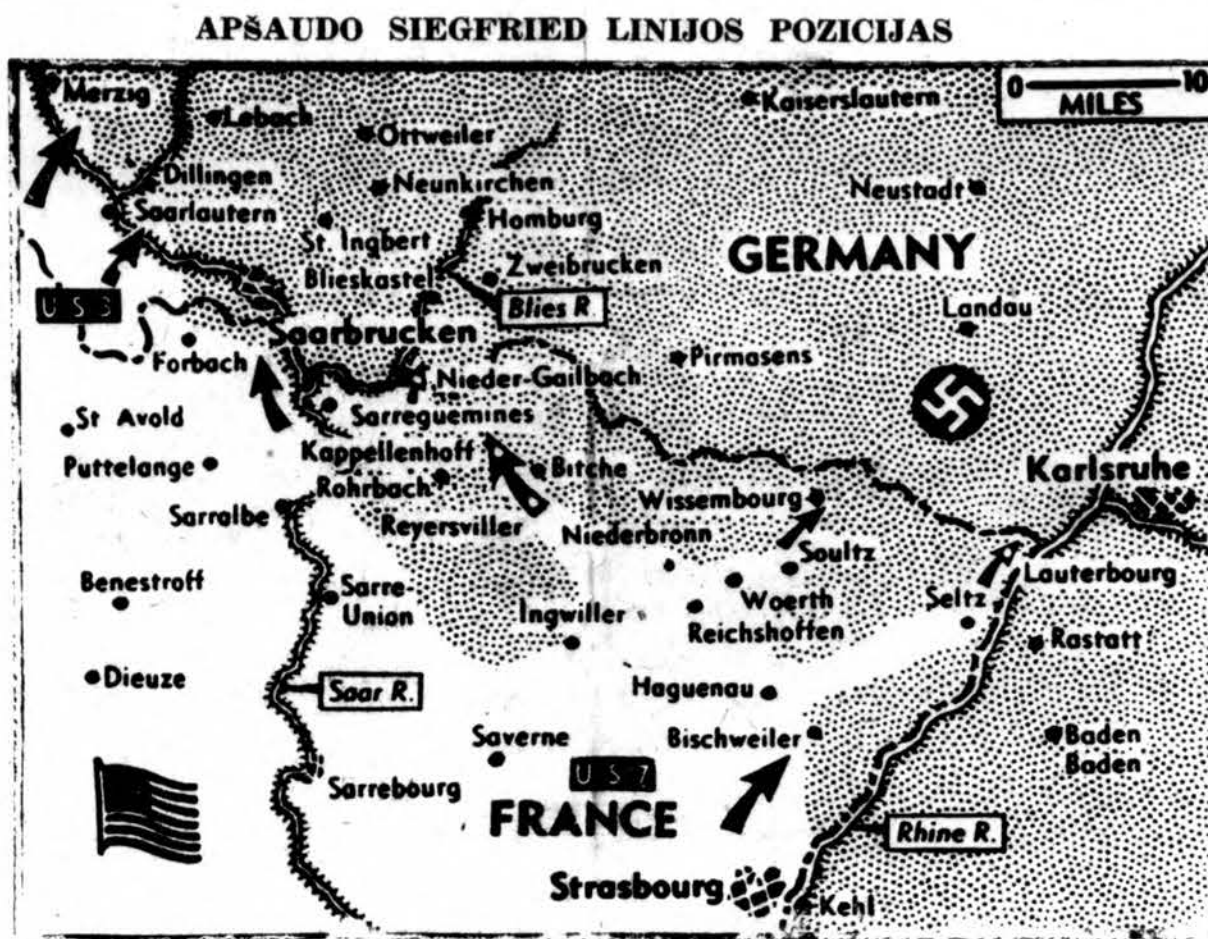 APŠAUDO SIEGFRIED LINIJOS POZICIJAS
0 10
MILES
Merzig
Lebach
Ottweiler
Kaiserslautern
Dillingen
Neunkirchen
Neustadt
Saarlautern
Homburg
St. Ingbert
GERMANY
Blieskastel
Zweibrucken
U S 3
Blies R.
Landau
Saarbrucken
Forbach
Pirmasens
Nieder-Gailbach
St Avold
Sarreguemines
Kappellenhoff
Puttelange
Bitche
Karlsruhe
Rohrbach
Wissembourg
Sarralbe
Reyersviller
Niederbronn
Soultz
Benestroff
Sarre-
Union
Lauterbourg
Seltz
Woerth
Ingwiller
Reichshoffen
Rastatt
Dieuze
Saar R.
Haguenau
Saverne
Bischweiler
Baden
Baden
U S 7
Sarrebourg
FRANCE
Rhine R.
Strasbourg
Kehl